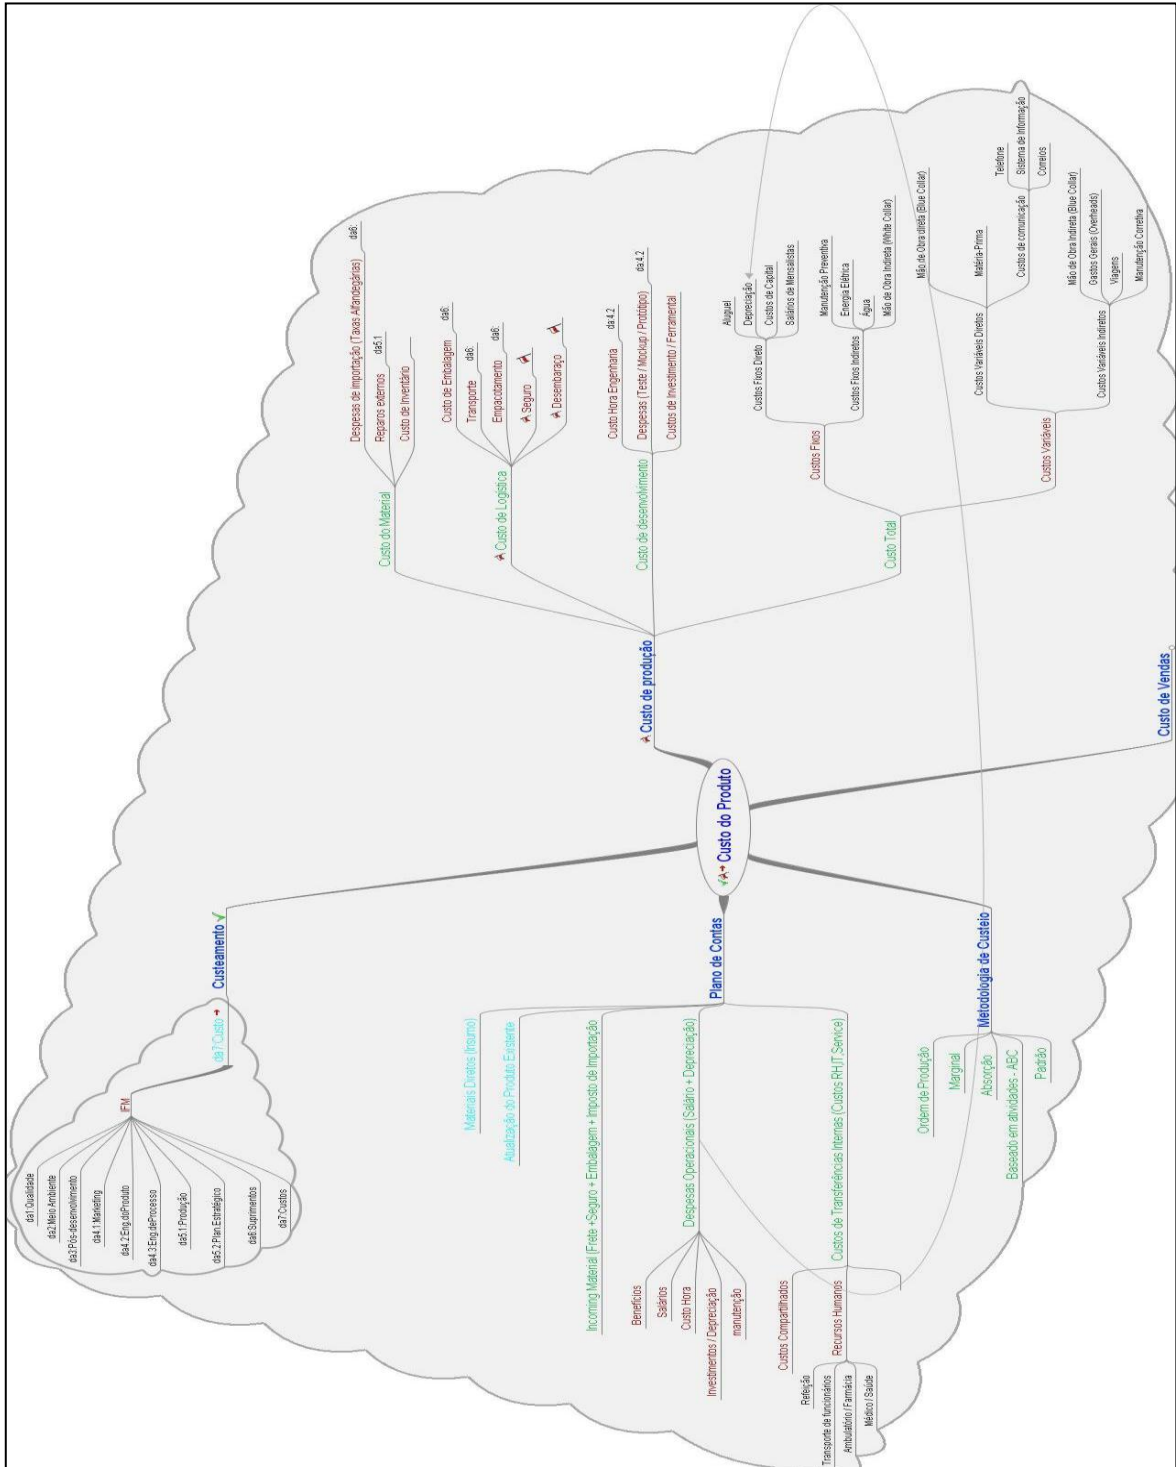 Custo do Produto
Custeamento
da7:Custo
IFM
da1:Qualidade
da2:Meio Ambiente
da3:Pós-desenvolvimento
da4.1:Marketing
da4.2:Eng.doProduto
da4.3:Eng.deProcesso
da5.1:Produção
da5.2:Plan.Estratégico
da6:Suprimentos
da7:Custos
Plano de Contas
Materiais Diretos (Insumo)
Atualização do Produto Existente
Incoming Material (Frete +Seguro + Embalagem + Imposto de Importação
Despesas Operacionais (Salário + Depreciação)
Benefícios
Salários
Custo Hora
Investimentos / Depreciação
manutenção
Custos de Transferências Internas (Custos RH,IT,Service)
Custos Compartilhados
Recursos Humanos
Refeição
Transporte de funcionários
Ambulatório / Farmácia
Médico / Saúde
Metodologia de Custeio
Ordem de Produção
Marginal
Absorção
Baseado em atividades - ABC
Padrão
Custo de produção
Custo do Material
Despesas de Importação (Taxas Alfandegárias)
da6:
Reparos externos
da5.1
Custo de Inventário
Custo de Logística
Custo de Embalagem
da6:
Transporte
da6:
Empacotamento
da6:
Seguro
Desembaraço
Custo de desenvolvimento
Custo Hora Engenharia
da:4.2
Despesas (Teste / Mockup / Protótipo)
da:4.2
Custos de Investimento / Ferramental
Custo Total
Custos Fixos
Custos Fixos Direto
Aluguel
Depreciação
Custos de Capital
Salários de Mensalistas
Custos Fixos Indiretos
Manutenção Preventiva
Energia Elétrica
Água
Mão de Obra Indireta (White Collar)
Custos Variáveis
Custos Variáveis Diretos
Mão de Obra direta (Blue Collar)
Matéria-Prima
Custos de comunicação
Telefone
Sistema de Informação
Correios
Custos Variáveis Indiretos
Mão de Obra Indireta (Blue Collar)
Gastos Gerais (Overheads)
Viagens
Manutenção Corretiva
Custo de Vendas